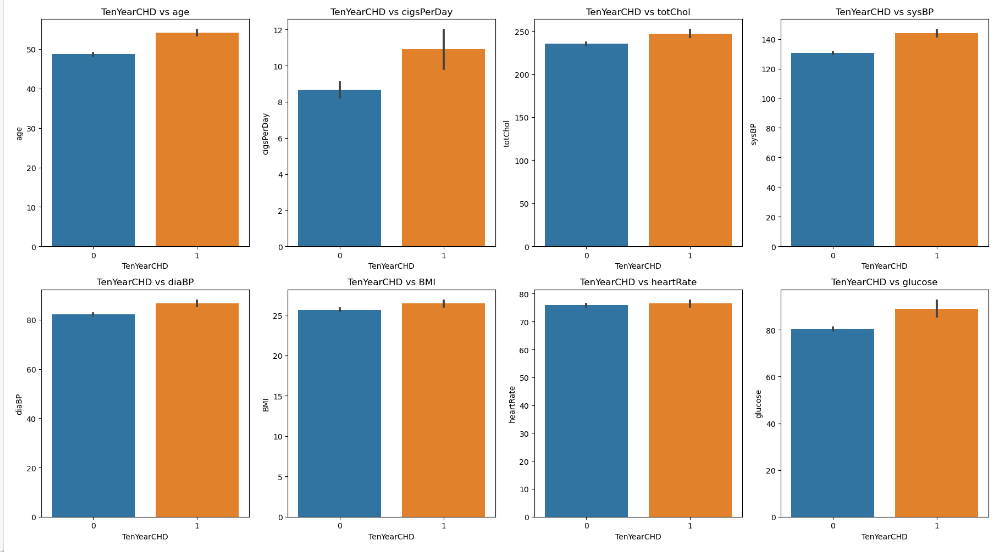 TenYearCHD vs age
age
50
40
30
20
10
0
0 1
TenYearCHD
TenYearCHD vs cigsPerDay
cigsPerDay
12
10
8
6
4
2
0
0 1
TenYearCHD
TenYearCHD vs totChol
totChol
250
200
150
100
50
0
0 1
TenYearCHD
TenYearCHD vs sysBP
sysBP
140
120
100
80
60
40
20
0
0 1
TenYearCHD
TenYearCHD vs diaBP
diaBP
80
60
40
20
0
0 1
TenYearCHD
TenYearCHD vs BMI
BMI
25
20
15
10
5
0
0 1
TenYearCHD
TenYearCHD vs heartRate
heartRate
80
70
60
50
40
30
20
10
0
0 1
TenYearCHD
TenYearCHD vs glucose
glucose
80
60
40
20
0
0 1
TenYearCHD